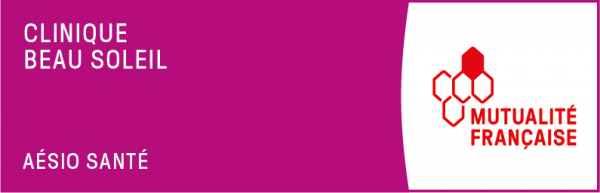 CLINIQUE
BEAU SOLEIL
AÉSIO SANTÉ
MUTUALITÉ
FRANÇAISE